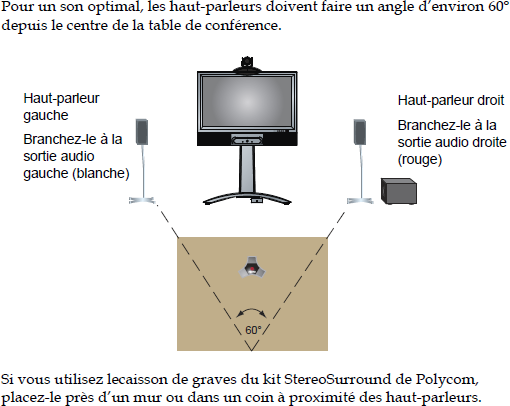 Pour un son optimal, les haut-parleurs doivent faire un angle d'environ 60°
depuis le centre de la table de conférence.
Haut-parleur
gauche
Branchez-le à la
sortie audio
gauche (blanche)
Haut-parleur droit
Branchez-le à la
sortie audio droite
(rouge)
60°
Si vous utilisez lecaisson de graves du kit StereoSurround de Polycom,
placez-le près d'un mur ou dans un coin à proximité des haut-parleurs.